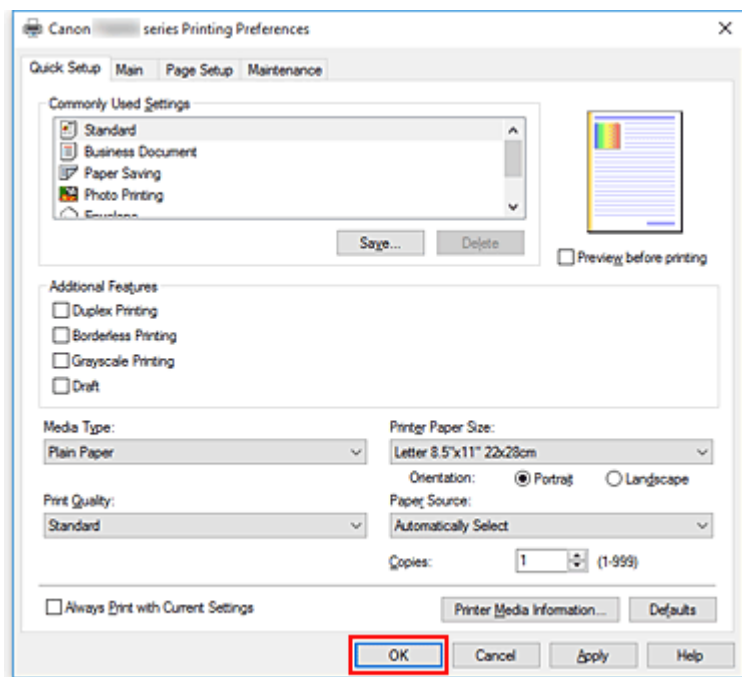 Canon series Printing Preferences
Quick Setup Main Page Setup Maintenance
Commonly Used Settings
Standard
Business Document
Paper Saving
Photo Printing
Envelope
Save... Delete
Preview before printing
Additional Features
Duplex Printing
Borderless Printing
Grayscale Printing
Draft
Media Type: Printer Paper Size:
Plain Paper Letter 8.5"x11" 22x28cm
Orientation: Portrait Landscape
Print Quality: Paper Source:
Standard Automatically Select
Copies: 1 (1-999)
Always Print with Current Settings Printer Media Information... Defaults
OK Cancel Apply Help